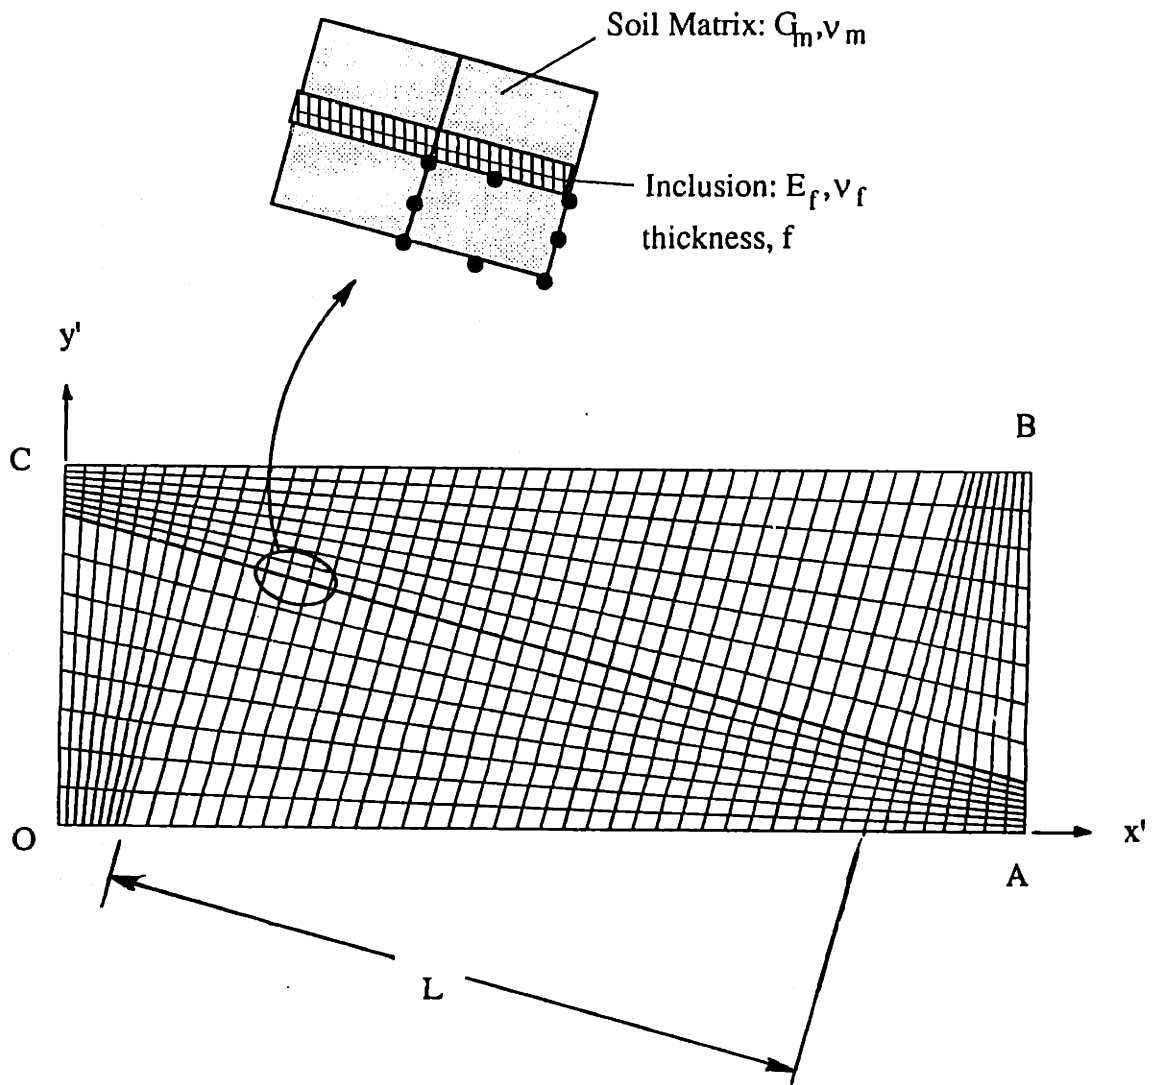 Soil Matrix: Gm,νm
Inclusion: Ef,νf
thickness, f
y'
B
C
O
x'
A
L